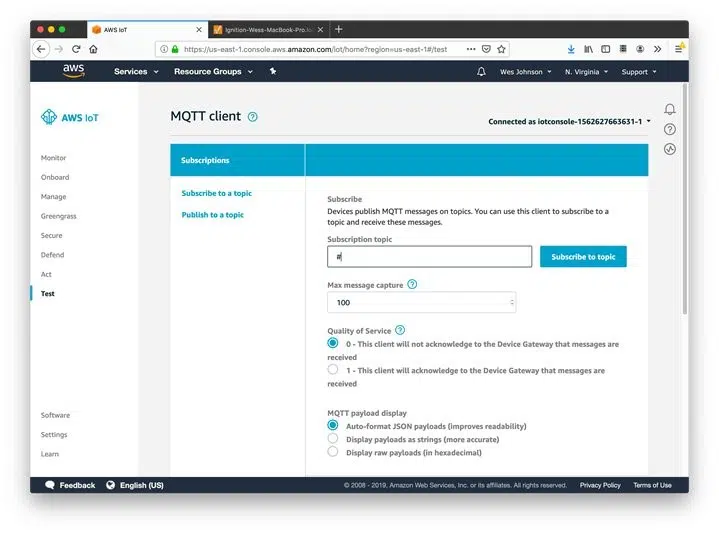 AWS IoT
Ignition-Wess-MacBook-Pro.lo
https://us-east-1.console.aws.amazon.com/iot/home?region=us-east-1#/test
aws
Services
Resource Groups
Wes Johnson
N. Virginia
Support
AWS IoT
Monitor
Onboard
Manage
Greengrass
Secure
Defend
Act
Test
Software
Settings
Learn
MQTT client
Connected as iotconsole-1562627663631-1
Subscriptions
Subscribe to a topic
Publish to a topic
Subscribe
Devices publish MQTT messages on topics. You can use this client to subscribe to a
topic and receive these messages.
Subscription topic
#
Subscribe to topic
Max message capture
100
Quality of Service
0 - This client will not acknowledge to the Device Gateway that messages are
received
1 - This client will acknowledge to the Device Gateway that messages are
received
MQTT payload display
Auto-format JSON payloads (improves readability)
Display payloads as strings (more accurate)
Display raw payloads (in hexadecimal)
Feedback
English (US)
© 2008 - 2019, Amazon Web Services, Inc. or its affiliates. All rights reserved.
Privacy Policy
Terms of Use